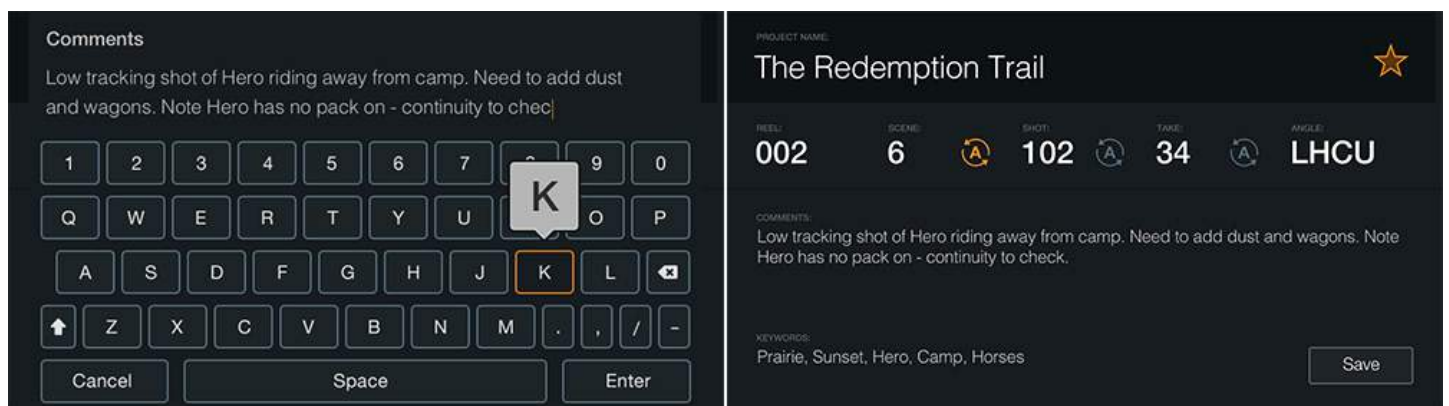 Comments
Low tracking shot of Hero riding away from camp. Need to add dust
and wagons. Note Hero has no pack on - continuity to chec
1 2 3 4 5 6 7 9 0
K
Q W E R T Y U O P
A S D F G H J K L
Z X C V B N M . , / -
Cancel Space Enter
PROJECT NAME:
The Redemption Trail
REEL: SCENE: SHOT: TAKE: ANGLE:
002 6 A 102 A 34 A LHCU
COMMENTS:
Low tracking shot of Hero riding away from camp. Need to add dust and wagons. Note
Hero has no pack on - continuity to check.
KEYWORDS:
Prairie, Sunset, Hero, Camp, Horses
Save